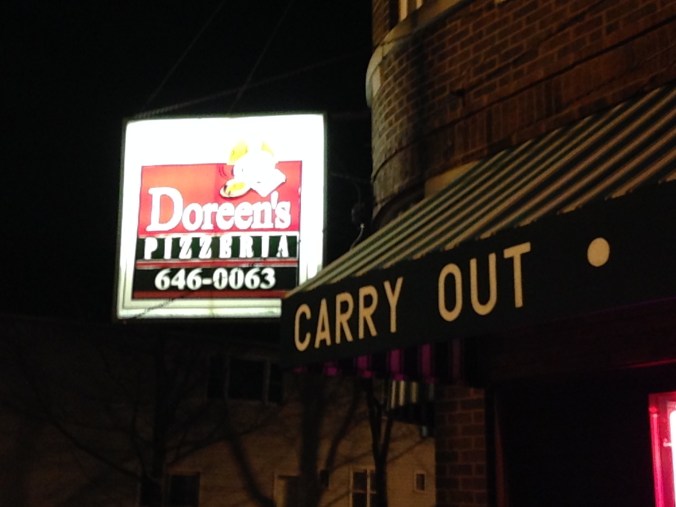 Doreen's
PIZZERIA
646-0063
CARRY OUT •